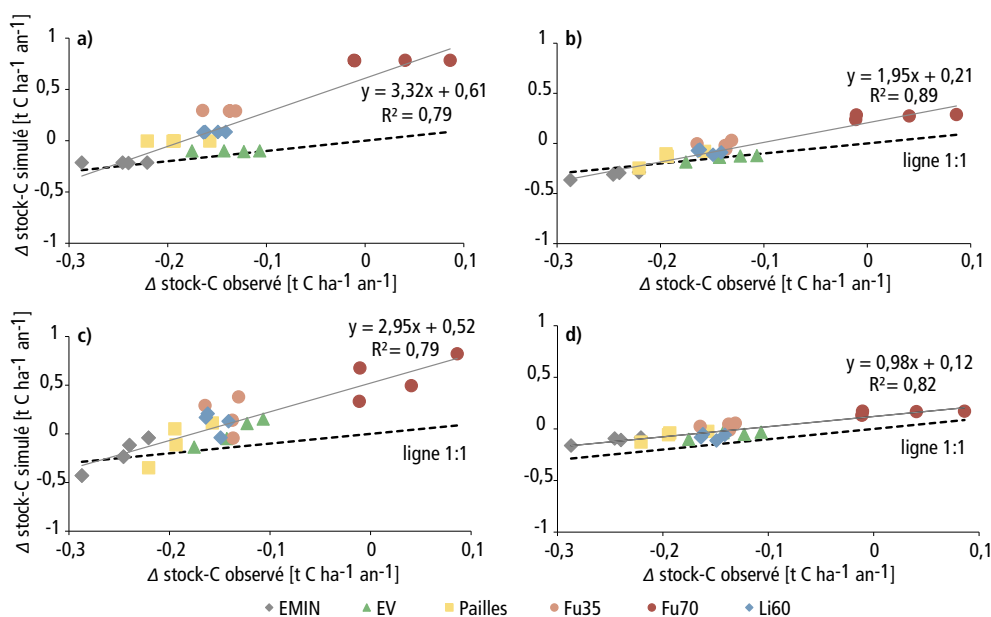 a)
1
0,5
0
-0,5
-1
-0,3
-0,2
-0,1
0
0,1
y = 3,32x + 0,61
R² = 0,79
Δ stock-C simulé [t C ha⁻¹ an⁻¹]
Δ stock-C observé [t C ha⁻¹ an⁻¹]
b)
1
0,5
0
-0,5
-1
-0,3
-0,2
-0,1
0
0,1
y = 1,95x + 0,21
R² = 0,89
ligne 1:1
Δ stock-C observé [t C ha⁻¹ an⁻¹]
c)
1
0,5
0
-0,5
-1
-0,3
-0,2
-0,1
0
0,1
y = 2,95x + 0,52
R² = 0,79
ligne 1:1
Δ stock-C simulé [t C ha⁻¹ an⁻¹]
Δ stock-C observé [t C ha⁻¹ an⁻¹]
d)
1
0,5
0
-0,5
-1
-0,3
-0,2
-0,1
0
0,1
y = 0,98x + 0,12
R² = 0,82
ligne 1:1
Δ stock-C observé [t C ha⁻¹ an⁻¹]
EMIN EV Pailles Fu35 Fu70 Li60